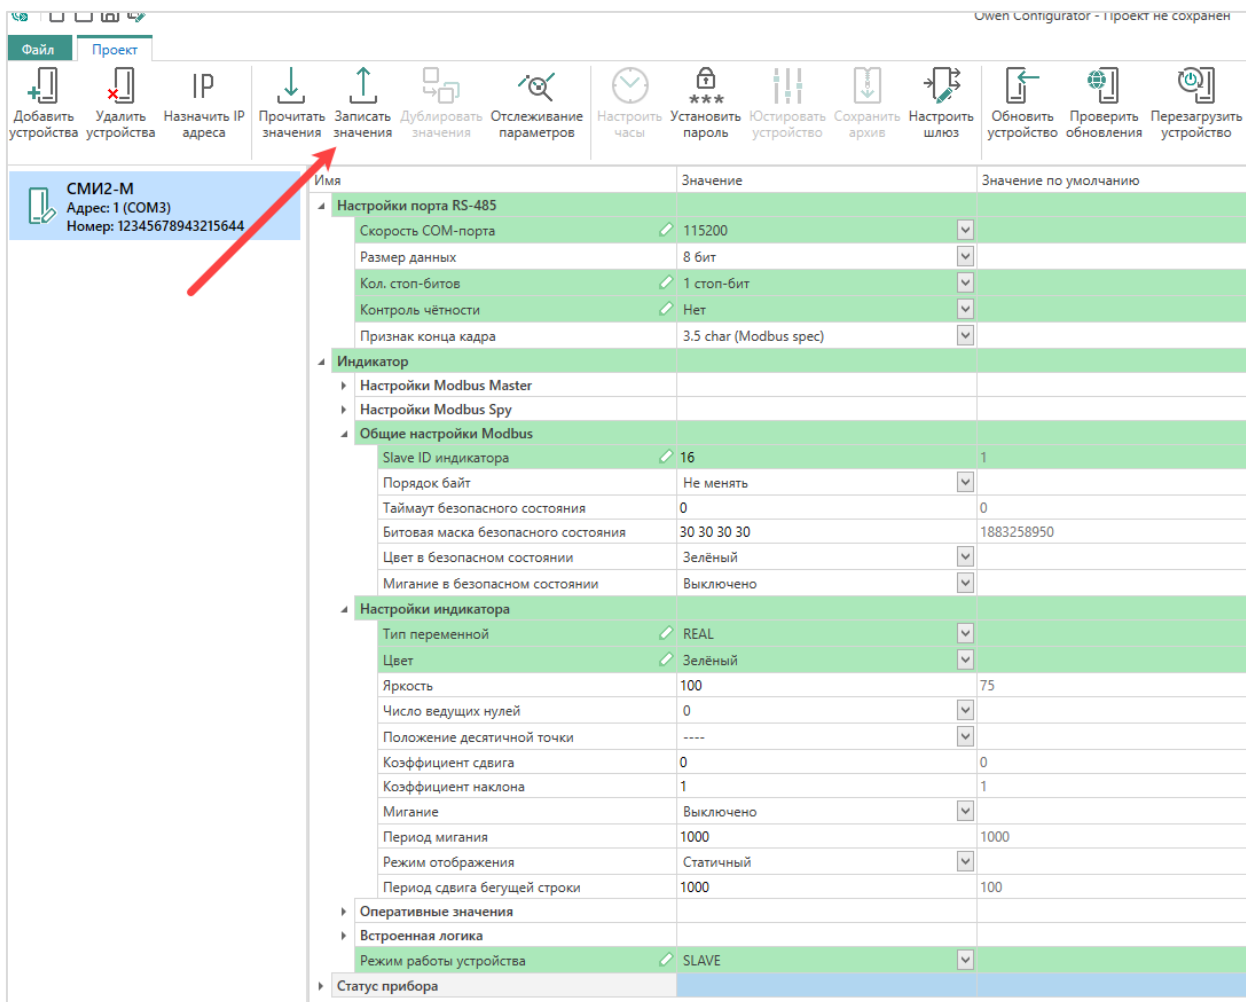 Owen Configurator - Проект не сохранен
Файл Проект
Добавить устройства
Удалить устройства
Назначить IP адреса
Прочитать значения
Записать значения
Дублировать значения
Отслеживание параметров
Настроить часы
Установить пароль
Юстировать устройство
Сохранить архив
Настроить шлюз
Обновить устройство
Проверить обновления
Перезагрузить устройство
СМИ2-М
Адрес: 1 (COM3)
Номер: 12345678943215644
Имя Значение Значение по умолчанию
Настройки порта RS-485
Скорость COM-порта 115200
Размер данных 8 бит
Кол. стоп-битов 1 стоп-бит
Контроль чётности Нет
Признак конца кадра 3.5 char (Modbus spec)
Индикатор
Настройки Modbus Master
Настройки Modbus Spy
Общие настройки Modbus
Slave ID индикатора 16 1
Порядок байт Не менять
Таймаут безопасного состояния 0 0
Битовая маска безопасного состояния 30 30 30 30 1883258950
Цвет в безопасном состоянии Зелёный
Мигание в безопасном состоянии Выключено
Настройки индикатора
Тип переменной REAL
Цвет Зелёный
Яркость 100 75
Число ведущих нулей 0
Положение десятичной точки ----
Коэффициент сдвига 0 0
Коэффициент наклона 1 1
Мигание Выключено
Период мигания 1000 1000
Режим отображения Статичный
Период сдвига бегущей строки 1000 100
Оперативные значения
Встроенная логика
Режим работы устройства SLAVE
Статус прибора